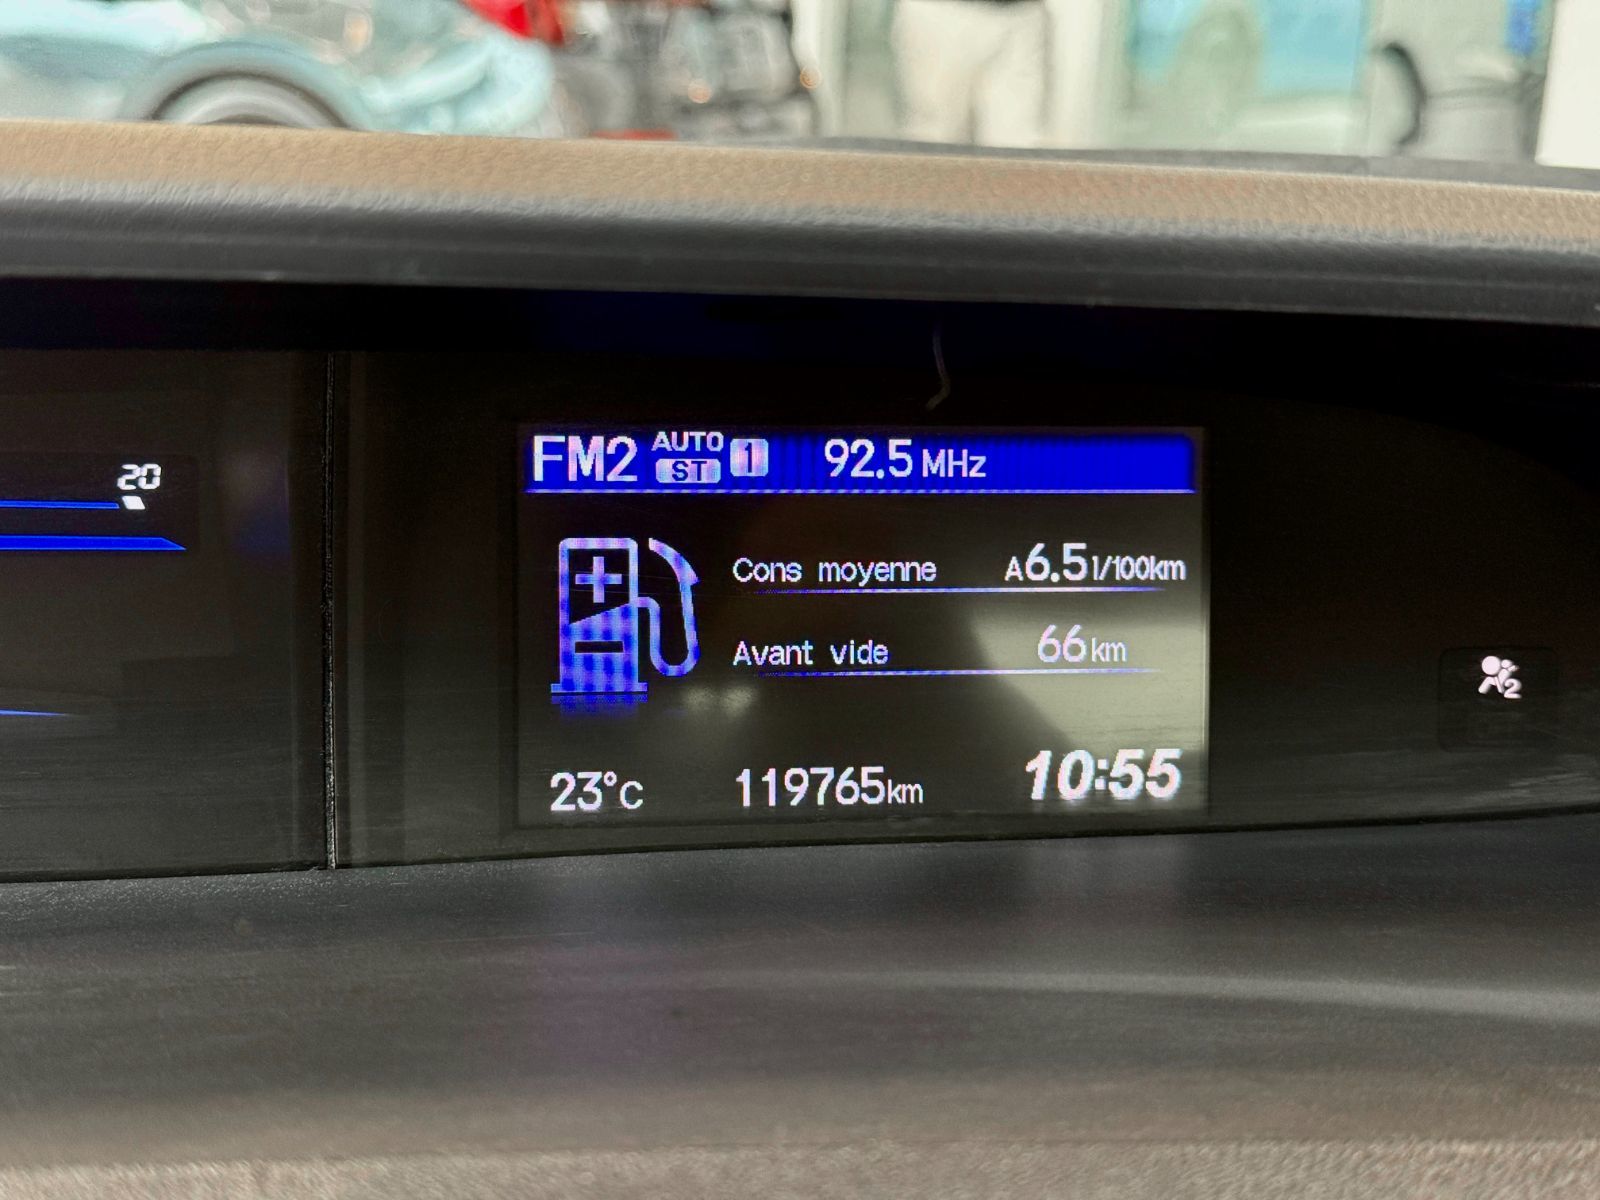 FM2 AUTO ST 1 92.5 MHz
20
Cons moyenne A6.5 l/100km
Avant vide 66 km
2
23°C 119765km 10:55